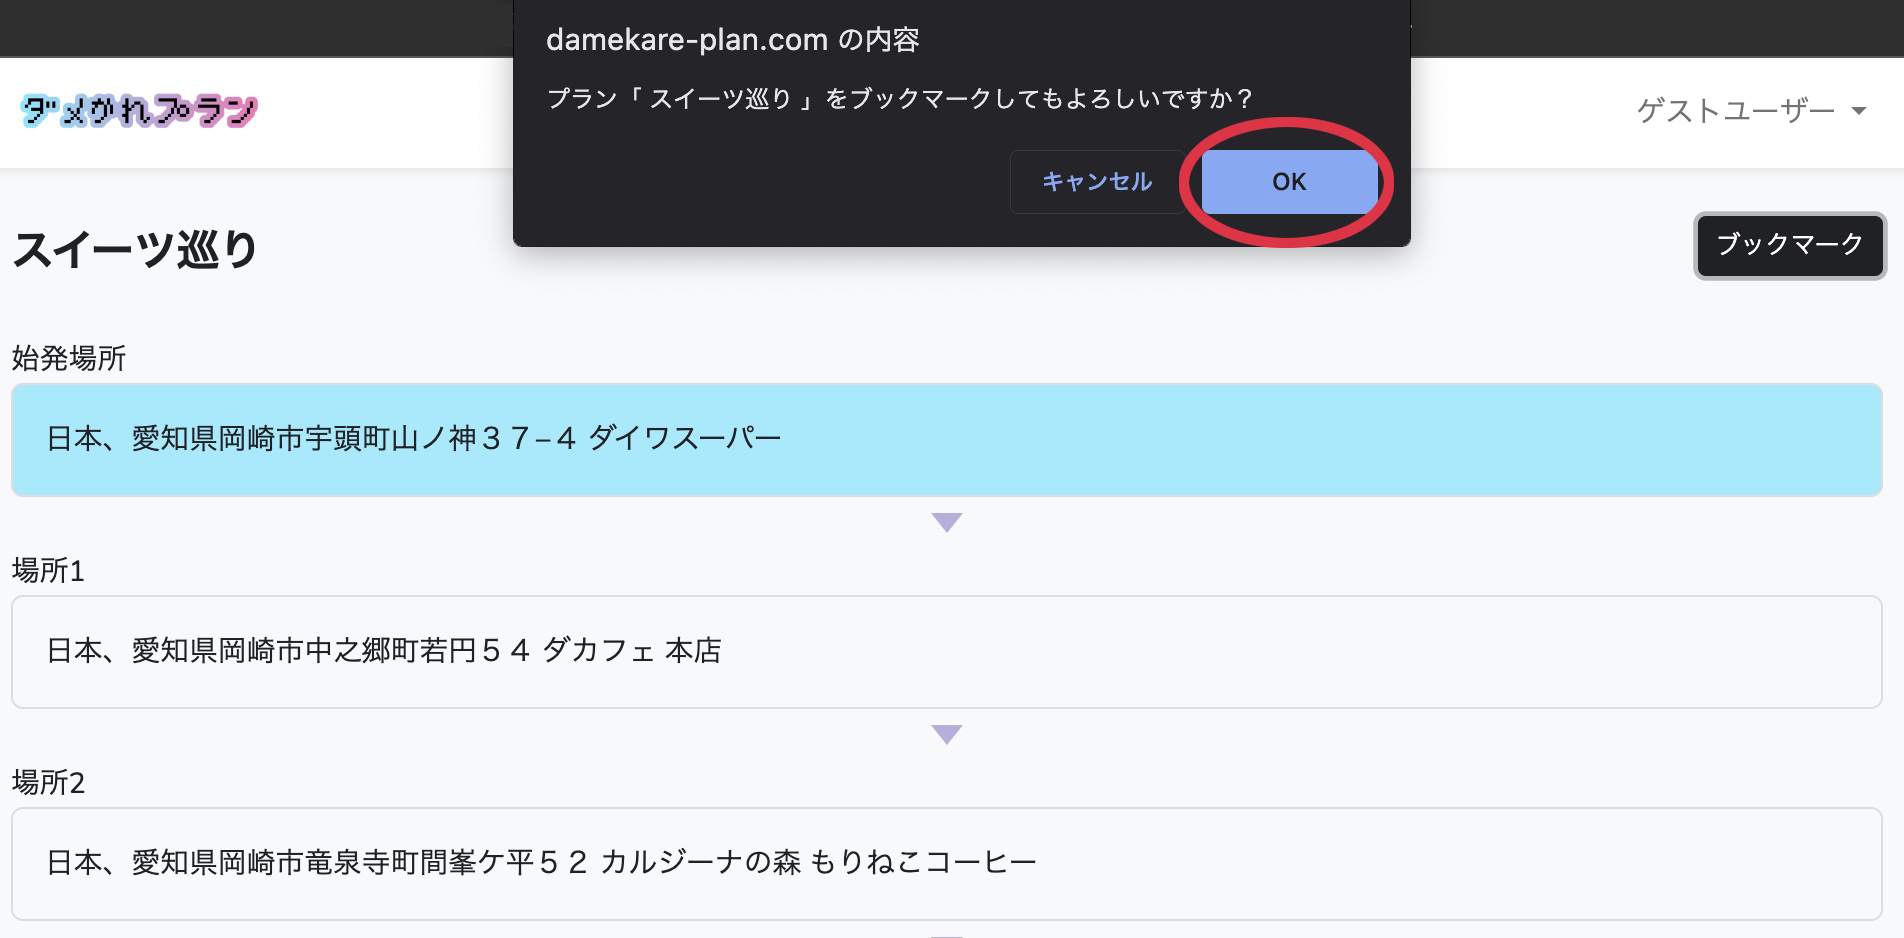 damekare-plan.com の内容
プラン「 スイーツ巡り 」をブックマークしてもよろしいですか？
キャンセル
OK
ダメかれプラン
ゲストユーザー
スイーツ巡り
ブックマーク
始発場所
日本、愛知県岡崎市宇頭町山ノ神３７−４ ダイワスーパー
場所1
日本、愛知県岡崎市中之郷町若円５４ ダカフェ 本店
場所2
日本、愛知県岡崎市竜泉寺町間峯ケ平５２ カルジーナの森 もりねこコーヒー